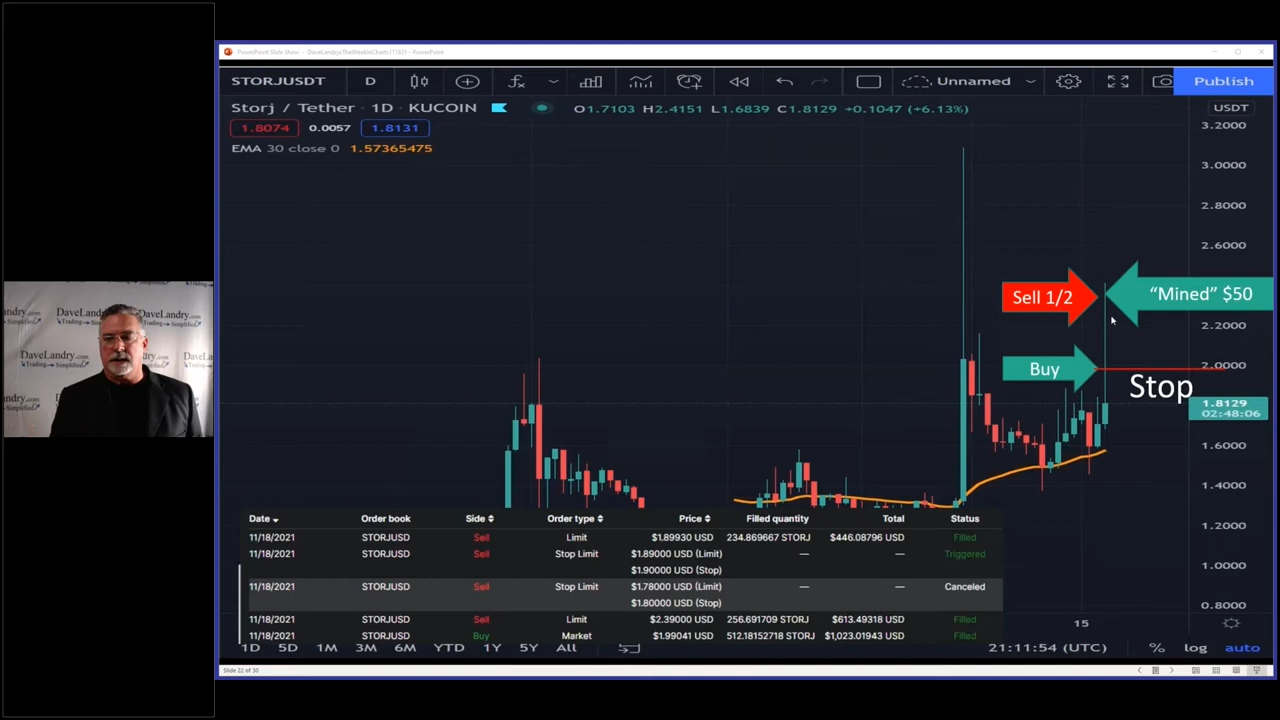 PowerPoint Slide Show - DaveLandrysTheWeekInCharts111821 - PowerPoint
STORJUSDT D Unnamed Publish
Storj / Tether · 1D · KUCOIN O1.7103 H2.4151 L1.6839 C1.8129 +0.1047 (+6.13%) USDT
1.8074 0.0057 1.8131
EMA 30 close 0 1.57365475
3.2000
3.0000
2.8000
2.6000
Sell 1/2
"Mined" $50
2.2000
2.0000
Buy
Stop
1.8129
02:48:06
1.6000
1.4000
1.2000
1.0000
0.8000
DaveLandry.com
Trading Simplified
Date Order book Side Order type Price Filled quantity Total Status
11/18/2021 STORJUSD Sell Limit $1.89930 USD 234.869667 STORJ $446.08796 USD Filled
11/18/2021 STORJUSD Sell Stop Limit $1.89000 USD (Limit) — — Triggered
$1.90000 USD (Stop)
11/18/2021 STORJUSD Sell Stop Limit $1.78000 USD (Limit) — — Canceled
$1.80000 USD (Stop)
11/18/2021 STORJUSD Sell Limit $2.39000 USD 256.691709 STORJ $613.49318 USD Filled
11/18/2021 STORJUSD Buy Market $1.99041 USD 512.18152718 STORJ $1,023.01943 USD Filled
15
1D 5D 1M 3M 6M YTD 1Y 5Y All 21:11:54 (UTC) % log auto
Slide 22 of 30